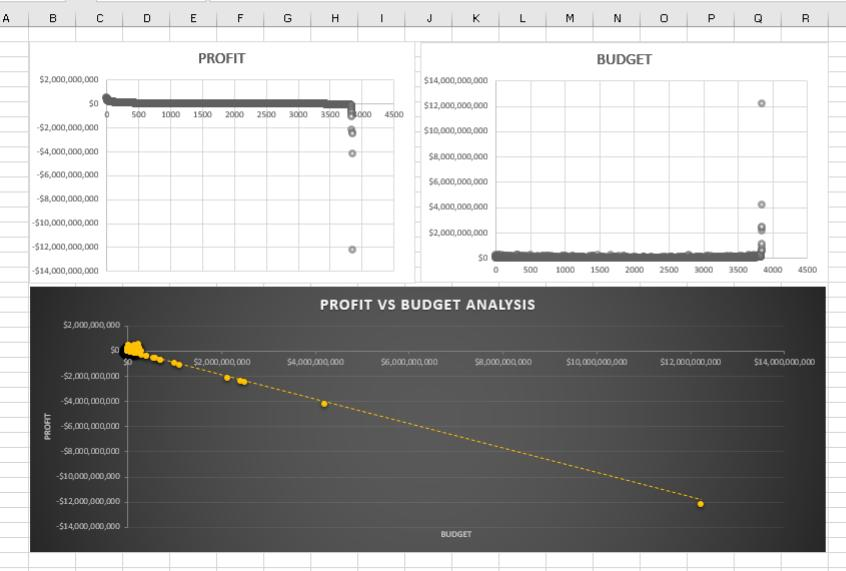 A B C D E F G H I J K L M N O P Q R
PROFIT
$2,000,000,000
$0
0 500 1000 1500 2000 2500 3000 3500 4000 4500
-$2,000,000,000
-$4,000,000,000
-$6,000,000,000
-$8,000,000,000
-$10,000,000,000
-$12,000,000,000
-$14,000,000,000
BUDGET
$14,000,000,000
$12,000,000,000
$10,000,000,000
$8,000,000,000
$6,000,000,000
$4,000,000,000
$2,000,000,000
$0
0 500 1000 1500 2000 2500 3000 3500 4000 4500
PROFIT VS BUDGET ANALYSIS
$2,000,000,000
$0
$0 $2,000,000,000 $4,000,000,000 $6,000,000,000 $8,000,000,000 $10,000,000,000 $12,000,000,000 $14,000,000,000
-$2,000,000,000
-$4,000,000,000
-$6,000,000,000
-$8,000,000,000
-$10,000,000,000
-$12,000,000,000
-$14,000,000,000
PROFIT
BUDGET